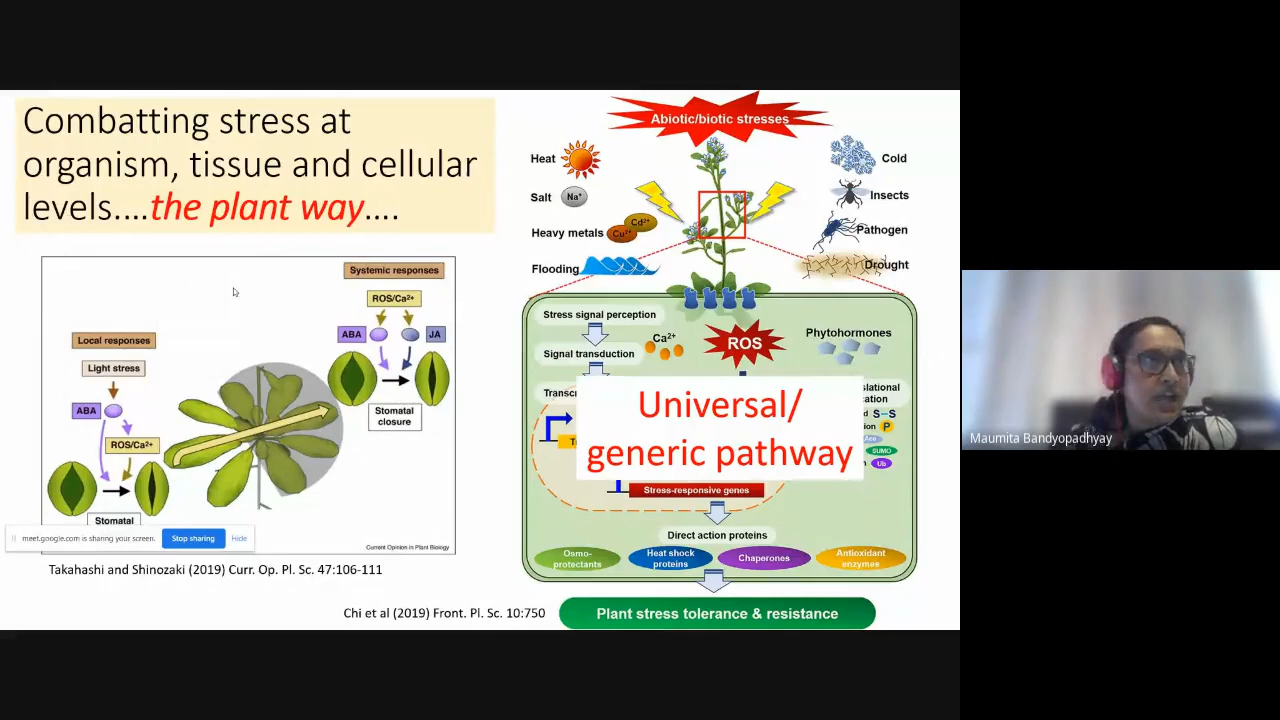 Combatting stress at
organism, tissue and cellular
levels....the plant way....
Systemic responses
ROS/Ca²⁺
ABA
JA
Stomatal
closure
Local responses
Light stress
ABA
ROS/Ca²⁺
Stomatal
meet.google.com is sharing your screen.
Stop sharing
Hide
Current Opinion in Plant Biology
Takahashi and Shinozaki (2019) Curr. Op. Pl. Sc. 47:106-111
Abiotic/biotic stresses
Heat
Cold
Salt
Na⁺
Insects
Heavy metals
Cd²⁺
Cu²⁺
Pathogen
Flooding
Drought
Stress signal perception
Ca²⁺
ROS
Phytohormones
Signal transduction
S–S
P
SUMO
Ub
Universal/
generic pathway
Stress-responsive genes
Direct action proteins
Osmo-
protectants
Heat shock
proteins
Chaperones
Antioxidant
enzymes
Chi et al (2019) Front. Pl. Sc. 10:750
Plant stress tolerance & resistance
Maumita Bandyopadhyay